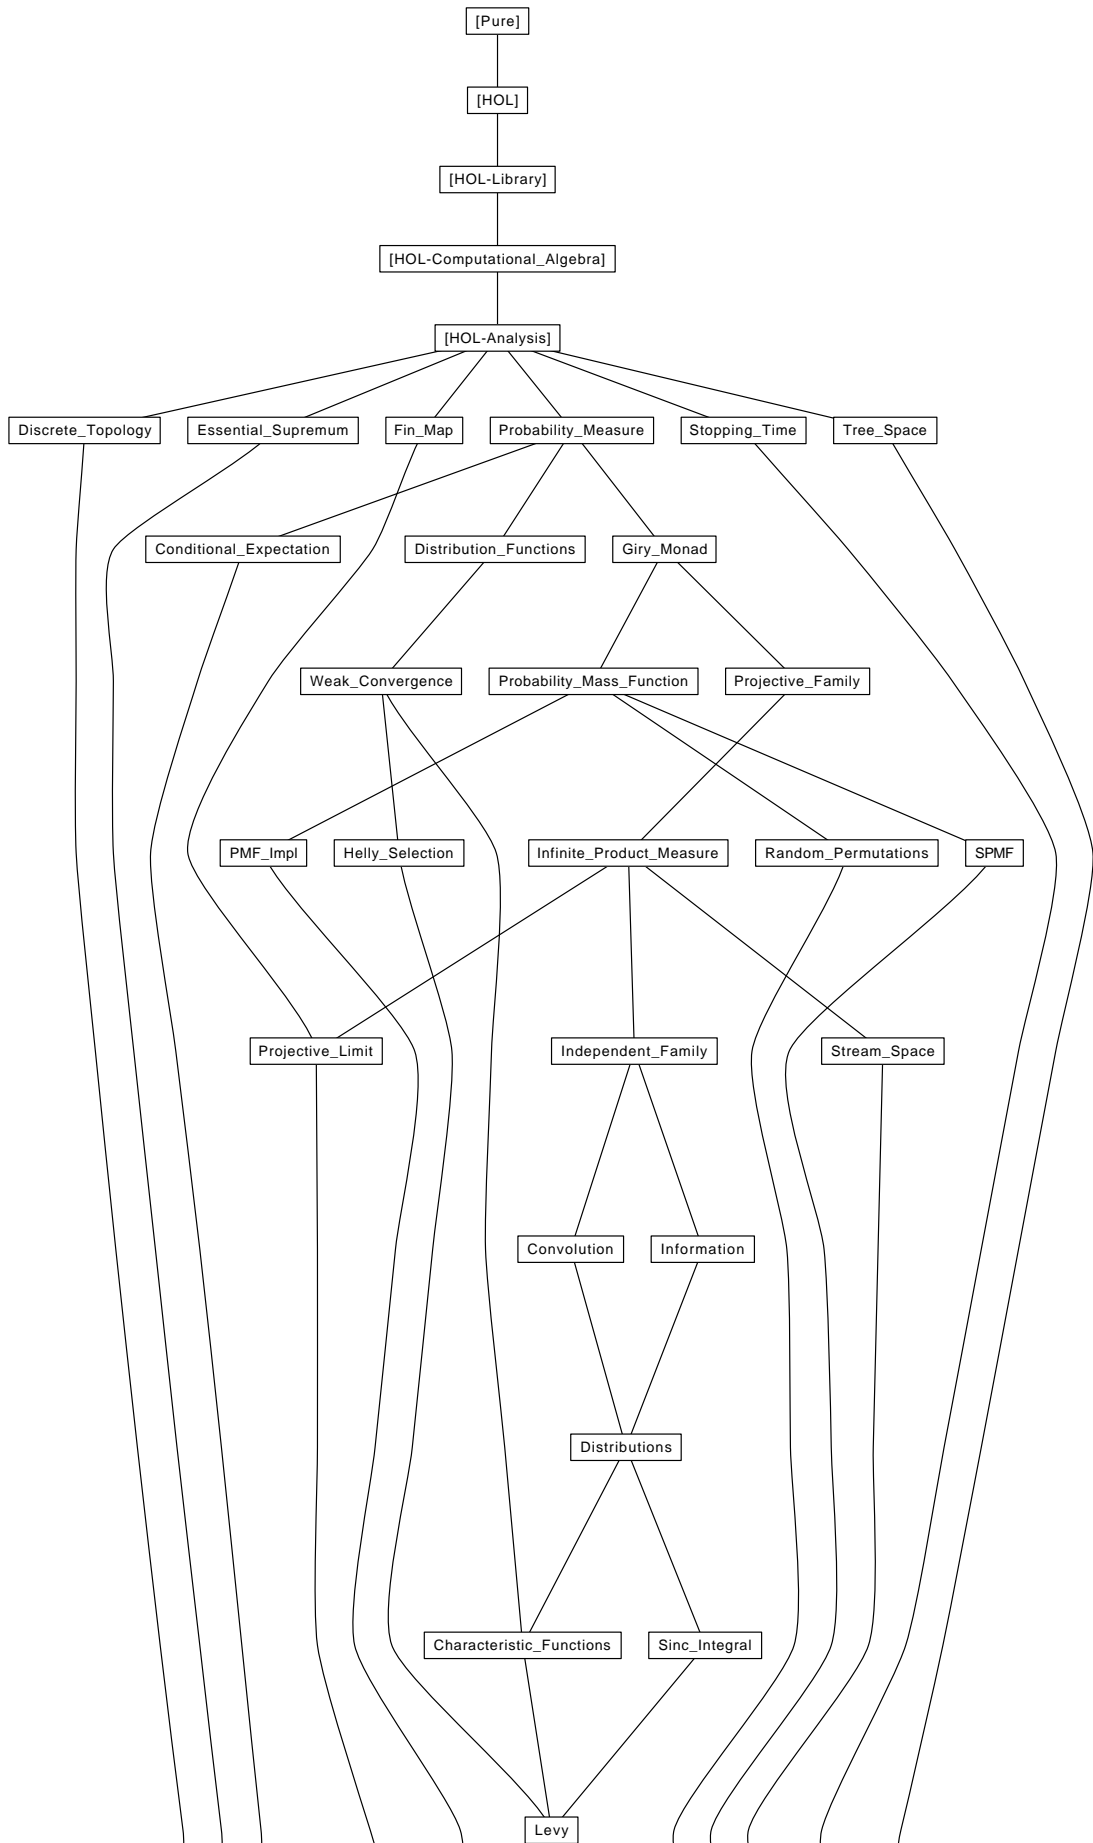 [Pure]
[HOL]
[HOL-Library]
[HOL-Computational_Algebra]
[HOL-Analysis]
Discrete_Topology
Essential_Supremum
Fin_Map
Probability_Measure
Stopping_Time
Tree_Space
Conditional_Expectation
Distribution_Functions
Giry_Monad
Weak_Convergence
Probability_Mass_Function
Projective_Family
PMF_Impl
Helly_Selection
Infinite_Product_Measure
Random_Permutations
SPMF
Projective_Limit
Independent_Family
Stream_Space
Convolution
Information
Distributions
Characteristic_Functions
Sinc_Integral
Levy